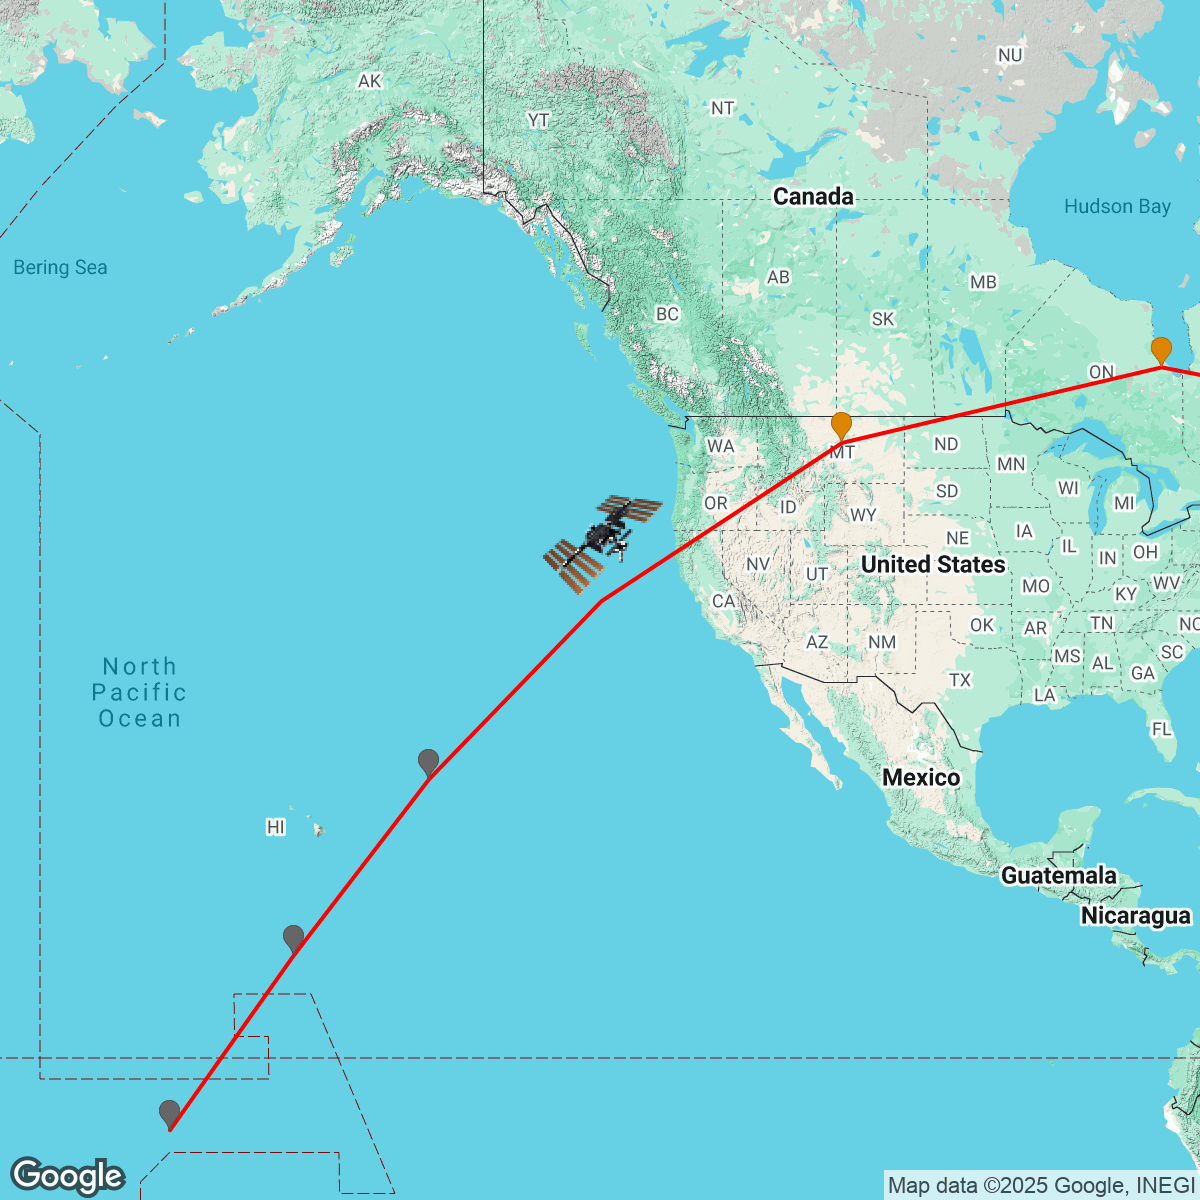 NU
AK
NT
YT
Canada
Hudson Bay
Bering Sea
AB
MB
BC
SK
ON
WA
MT
ND
MN
SD
WI
MI
OR
ID
WY
IA
NE
IL
IN
OH
NV
UT
United States
MO
KY
WV
CA
OK
AR
TN
NC
AZ
NM
MS
AL
SC
GA
TX
LA
FL
North
Pacific
Ocean
Mexico
HI
Guatemala
Nicaragua
Google
Map data ©2025 Google, INEGI